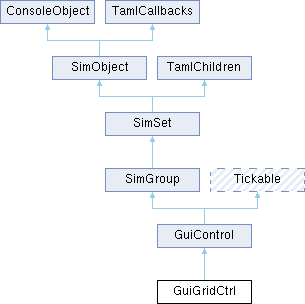 ConsoleObject TamlCallbacks
SimObject TamlChildren
SimSet
SimGroup Tickable
GuiControl
GuiGridCtrl